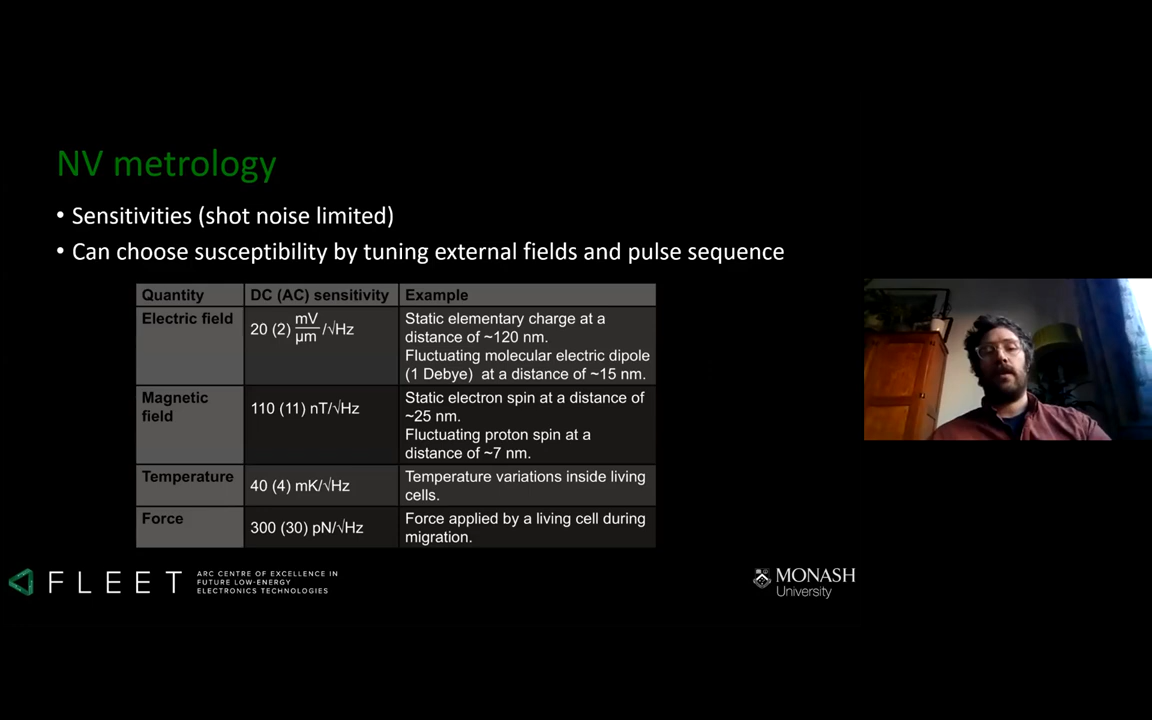 NV metrology
• Sensitivities (shot noise limited)
• Can choose susceptibility by tuning external fields and pulse sequence
Quantity DC (AC) sensitivity Example
Electric field 20 (2) mV/μm /√Hz Static elementary charge at a
distance of ~120 nm.
Fluctuating molecular electric dipole
(1 Debye) at a distance of ~15 nm.
Magnetic
field 110 (11) nT/√Hz Static electron spin at a distance of
~25 nm.
Fluctuating proton spin at a
distance of ~7 nm.
Temperature 40 (4) mK/√Hz Temperature variations inside living
cells.
Force 300 (30) pN/√Hz Force applied by a living cell during
migration.
FLEET
ARC CENTRE OF EXCELLENCE IN
FUTURE LOW-ENERGY
ELECTRONICS TECHNOLOGIES
MONASH
University